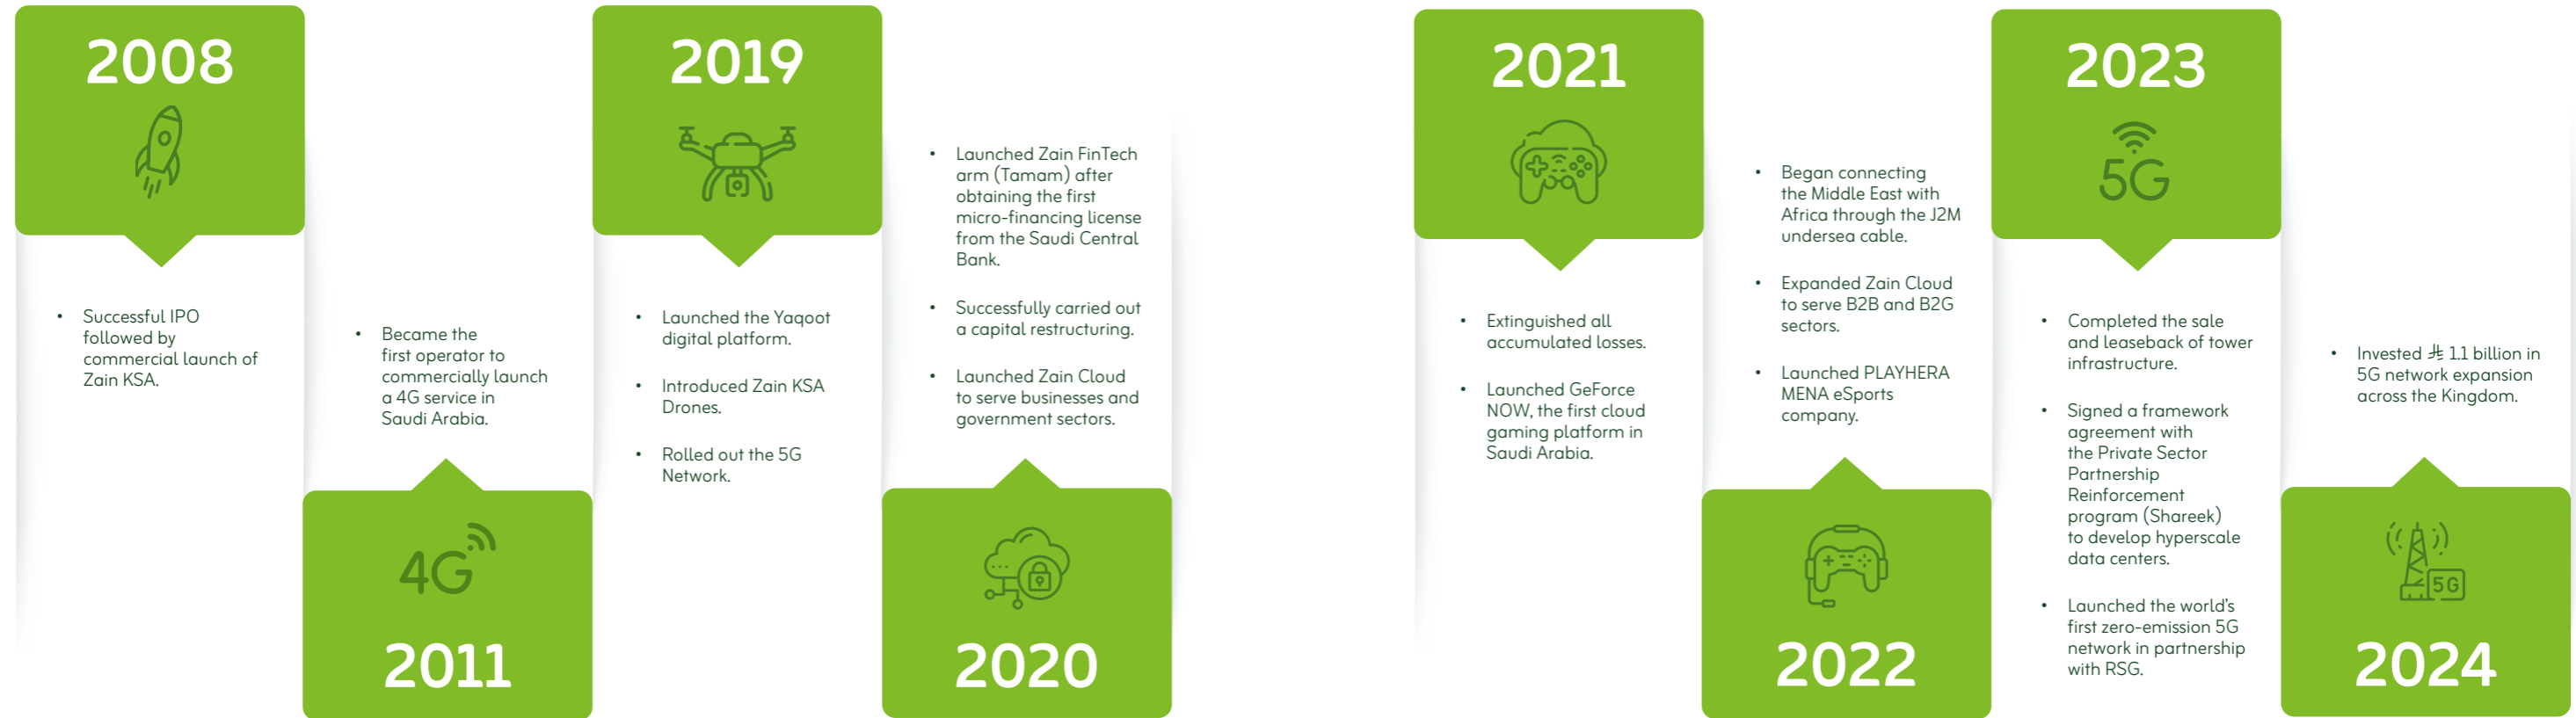 2008
• Successful IPO
followed by
commercial launch of
Zain KSA.
• Became the
first operator to
commercially launch
a 4G service in
Saudi Arabia.
4G
2011
2019
• Launched the Yaqoot
digital platform.
• Introduced Zain KSA
Drones.
• Rolled out the 5G
Network.
• Launched Zain FinTech
arm (Tamam) after
obtaining the first
micro-financing license
from the Saudi Central
Bank.
• Successfully carried out
a capital restructuring.
• Launched Zain Cloud
to serve businesses and
government sectors.
2020
2021
• Extinguished all
accumulated losses.
• Launched GeForce
NOW, the first cloud
gaming platform in
Saudi Arabia.
• Began connecting
the Middle East with
Africa through the J2M
undersea cable.
• Expanded Zain Cloud
to serve B2B and B2G
sectors.
• Launched PLAYHERA
MENA eSports
company.
2022
2023
5G
• Completed the sale
and leaseback of tower
infrastructure.
• Signed a framework
agreement with
the Private Sector
Partnership
Reinforcement
program (Shareek)
to develop hyperscale
data centers.
• Launched the world's
first zero-emission 5G
network in partnership
with RSG.
• Invested ⃁ 1.1 billion in
5G network expansion
across the Kingdom.
5G
2024